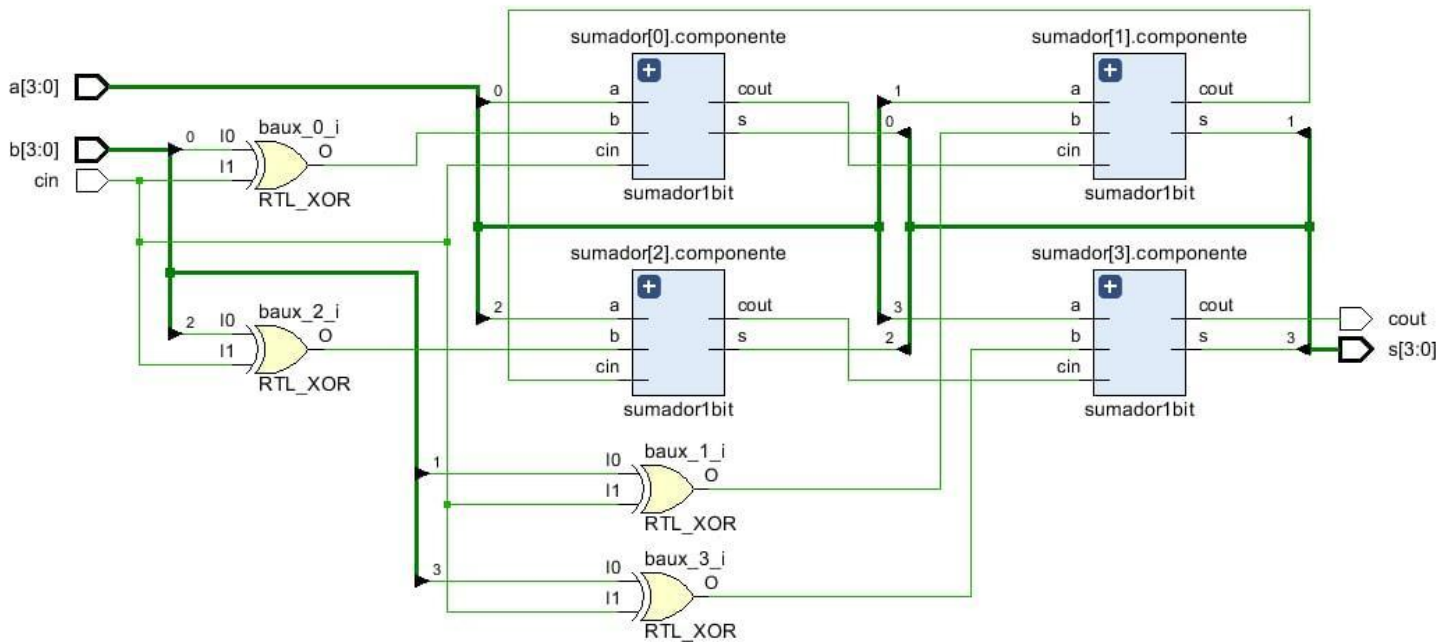 sumador[0].componente
sumador[1].componente
a[3:0]
0
a
cout
1
a
cout
b[3:0]
0
I0
baux_0_i
O
b
s
0
b
s
1
cin
I1
cin
cin
RTL_XOR
sumador1bit
sumador1bit
sumador[2].componente
sumador[3].componente
2
I0
baux_2_i
O
2
a
cout
3
a
cout
cout
I1
b
s
2
b
s
3
s[3:0]
RTL_XOR
cin
cin
sumador1bit
sumador1bit
1
I0
baux_1_i
O
I1
RTL_XOR
3
I0
baux_3_i
O
I1
RTL_XOR